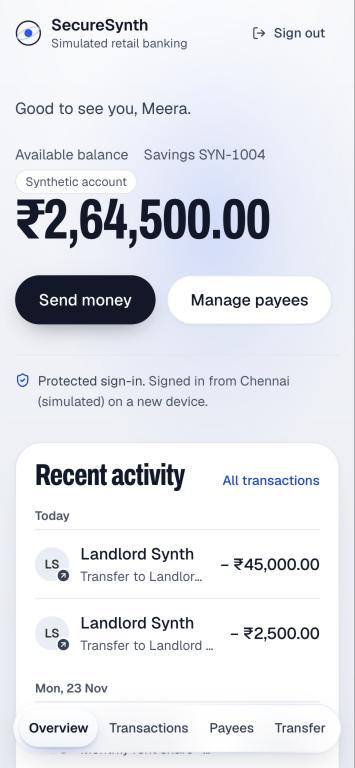 SecureSynth
Simulated retail banking
Sign out
Good to see you, Meera.
Available balance Savings SYN-1004
Synthetic account
₹2,64,500.00
Send money
Manage payees
Protected sign-in. Signed in from Chennai
(simulated) on a new device.
Recent activity
All transactions
Today
LS
Landlord Synth
Transfer to Landlor...
– ₹45,000.00
LS
Landlord Synth
Transfer to Landlord ...
– ₹2,500.00
Mon, 23 Nov
Overview
Transactions
Payees
Transfer